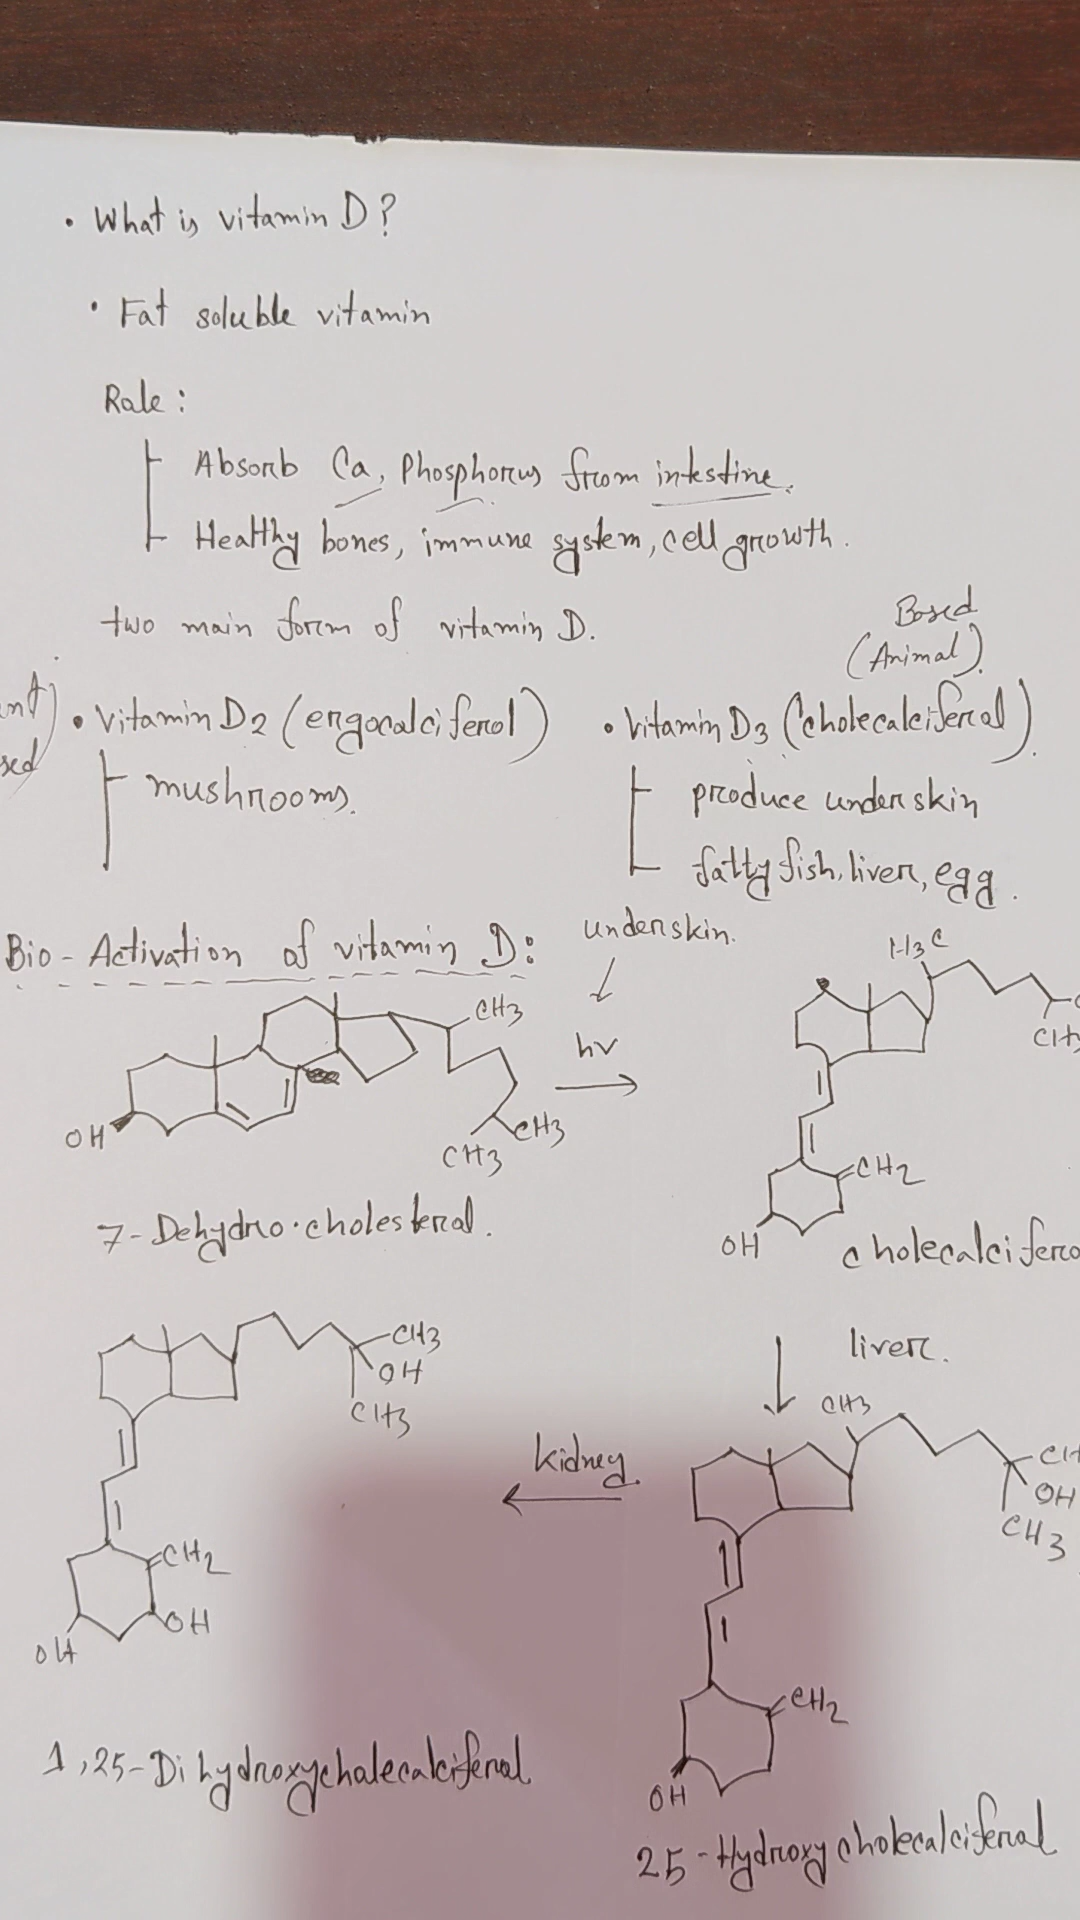 • What is vitamin D?
• Fat soluble vitamin
Role:
Absorb Ca, Phosphorus from intestine.
Healthy bones, immune system, cell growth.
two main form of vitamin D.
Based
(Animal)
• Vitamin D2 (ergocalciferol)
• Vitamin D3 (cholecalciferol)
mushrooms.
produce under skin
fatty fish, liver, egg.
Bio-Activation of vitamin D:
under skin.
hv
CH3
CH3
CH3
OH
7-Dehydro·cholesterol.
H3C
CH2
OH
cholecalcifero
liver.
CH3
OH
CH3
CH2
OH
OH
1,25-Dihydroxycholecalciferol
kidney.
CH3
OH
CH3
CH2
OH
25-Hydroxycholecalciferol